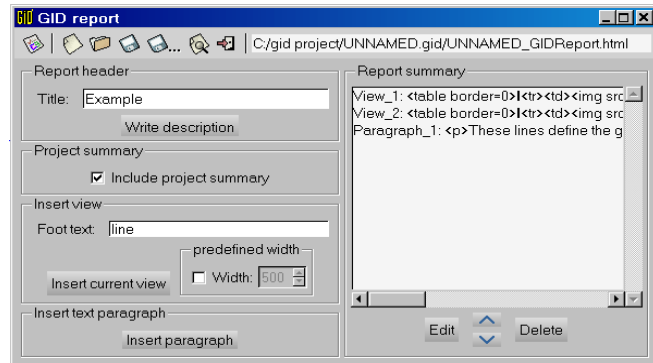 GiD GID report
C:/gid project/UNNAMED.gid/UNNAMED_GIDReport.html
Report header
Title: Example
Write description
Project summary
Include project summary
Insert view
Foot text: line
predefined width
Insert current view
Width: 500
Insert text paragraph
Insert paragraph
Report summary
View_1: <table border=0>l<tr><td><img src
View_2: <table border=0>l<tr><td><img src
Paragraph_1: <p>These lines define the g
Edit
Delete